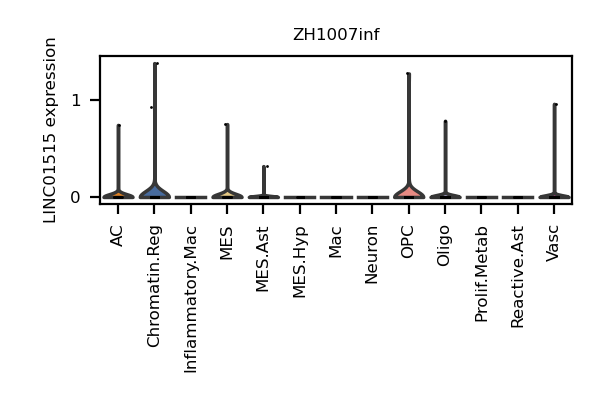 ZH1007inf
LINC01515 expression
1
0
AC
Chromatin.Reg
Inflammatory.Mac
MES
MES.Ast
MES.Hyp
Mac
Neuron
OPC
Oligo
Prolif.Metab
Reactive.Ast
Vasc